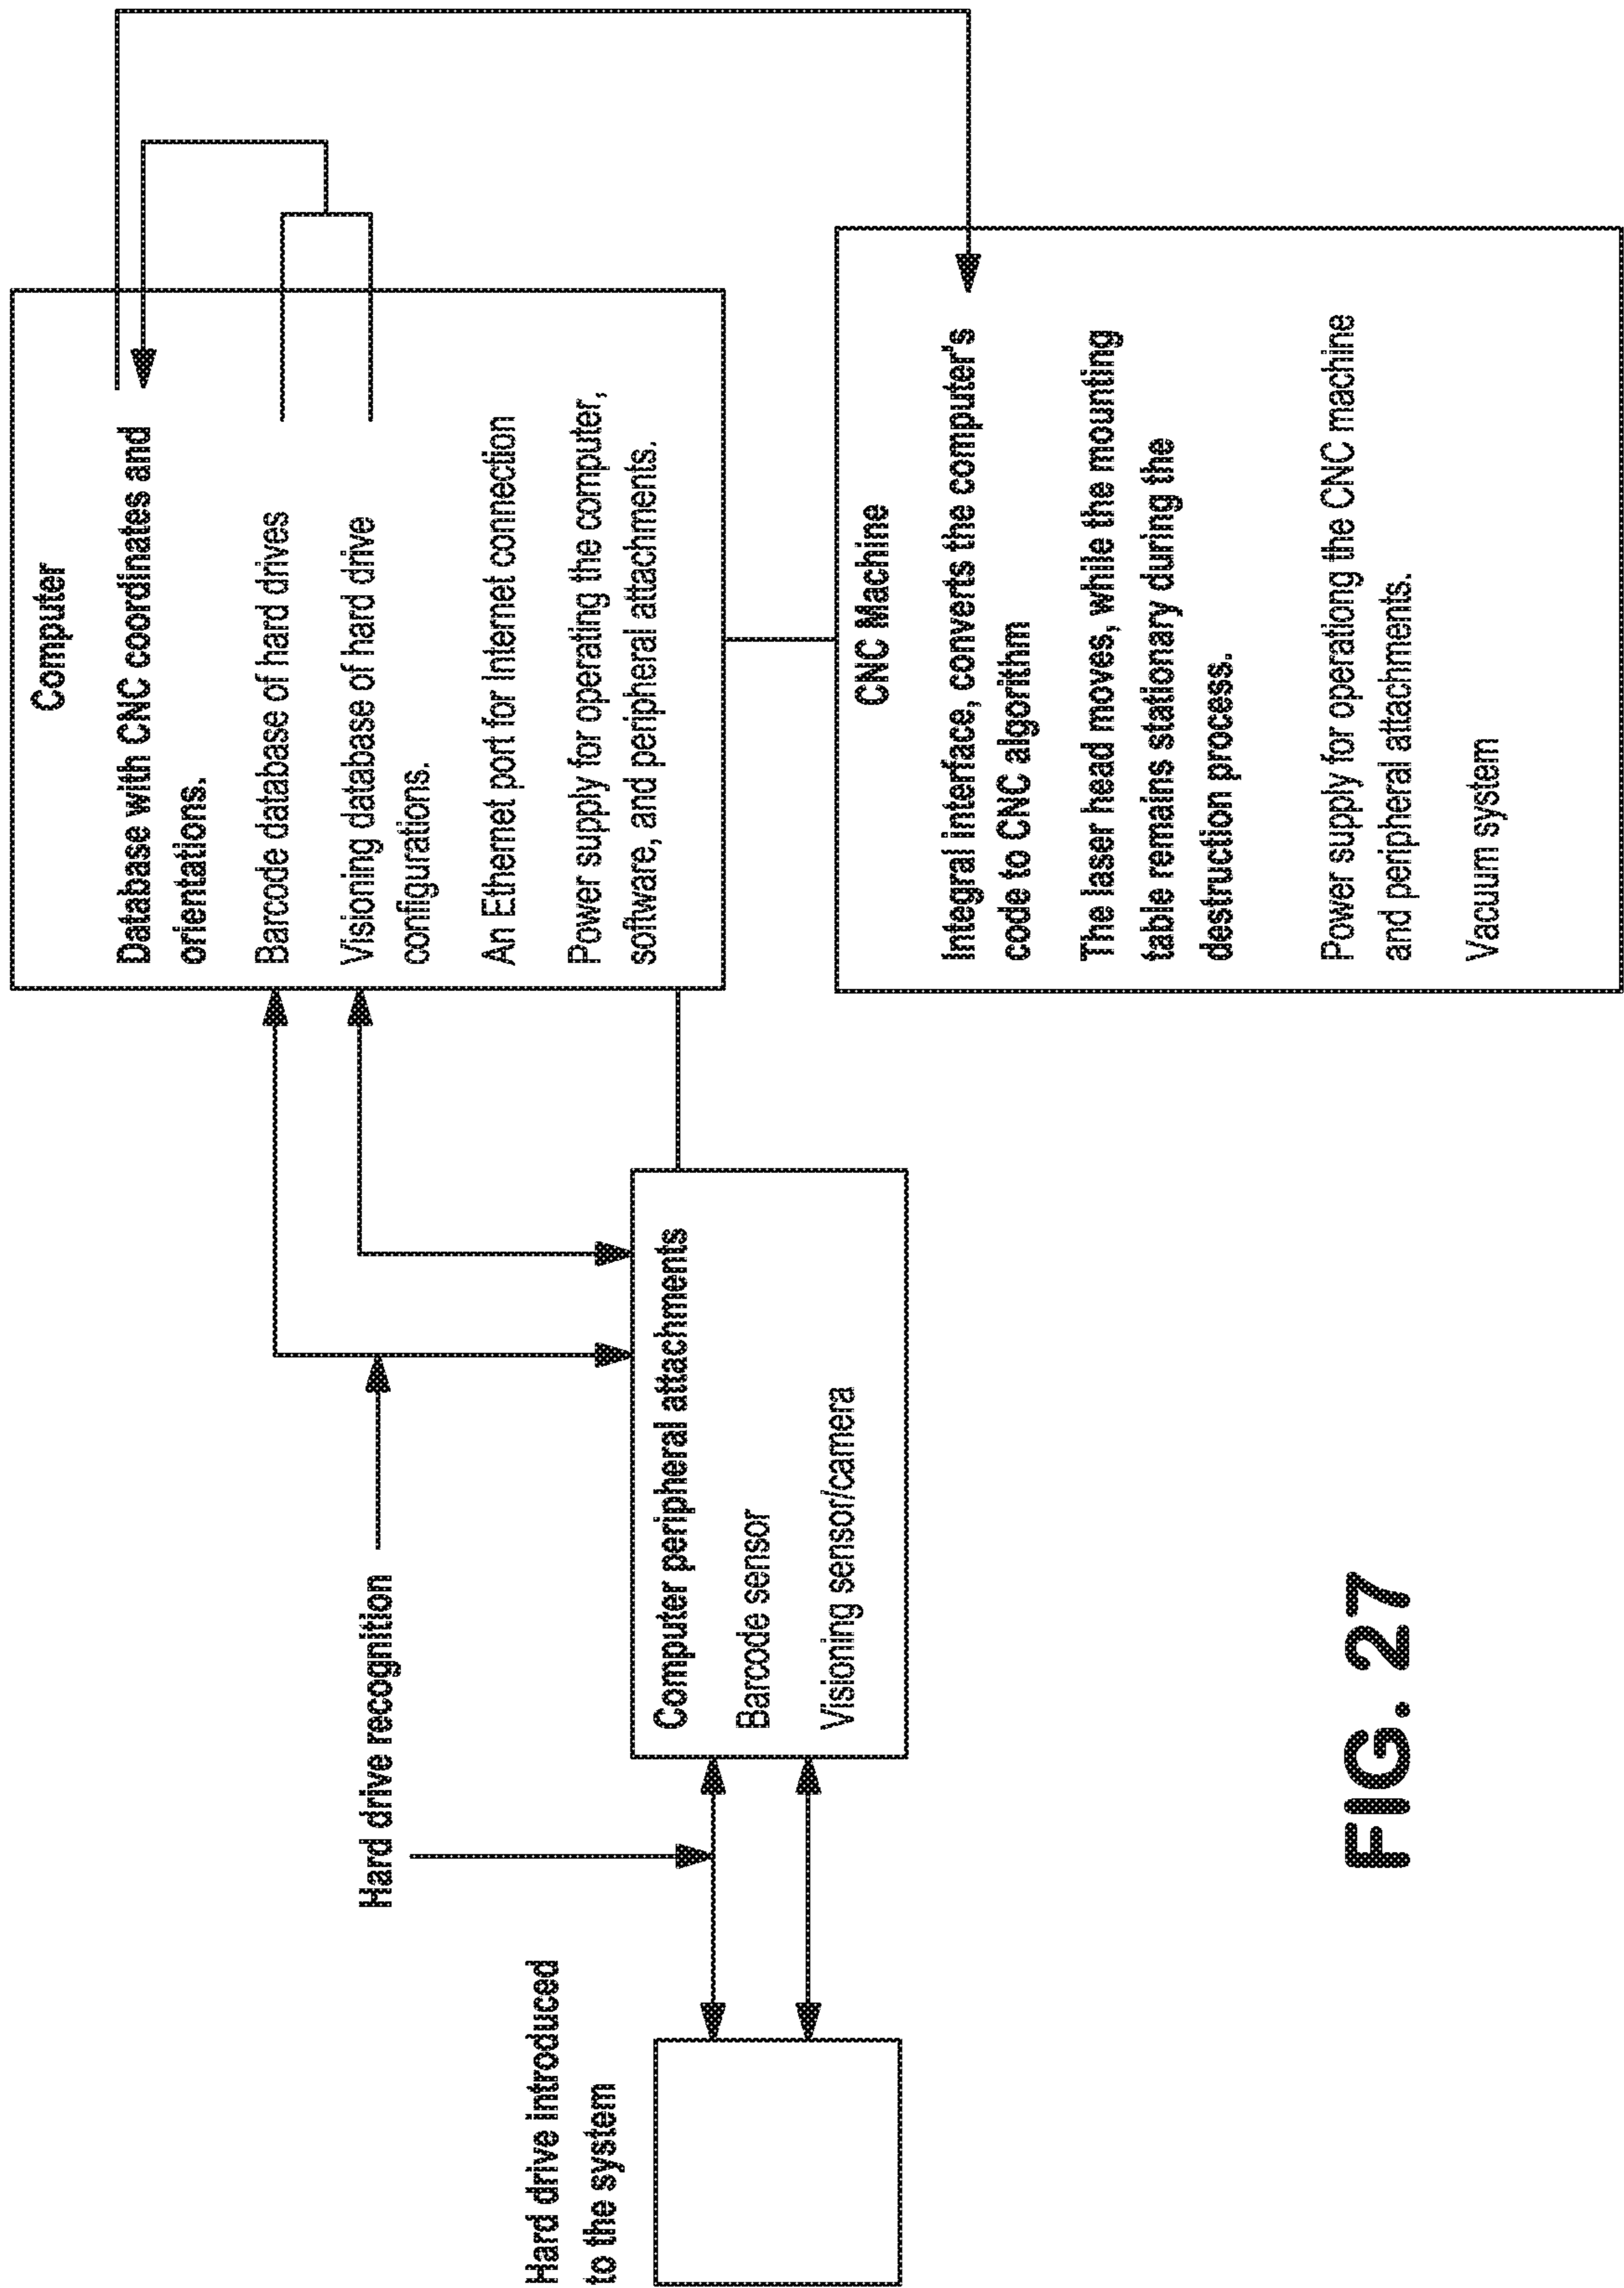 Hard drive introduced
to the system
Hard drive recognition
Computer peripheral attachments
Barcode sensor
Visioning sensor/camera
Computer
Database with CNC coordinates and
orientations.
Barcode database of hard drives
Visioning database of hard drive
configurations.
An Ethernet port for Internet connection
Power supply for operating the computer,
software, and peripheral attachments.
CNC Machine
Integral interface, converts the computer's
code to CNC algorithm
The laser head moves, while the mounting
table remains stationary during the
destruction process.
Power supply for operationg the CNC machine
and peripheral attachments.
Vacuum system
FIG. 27